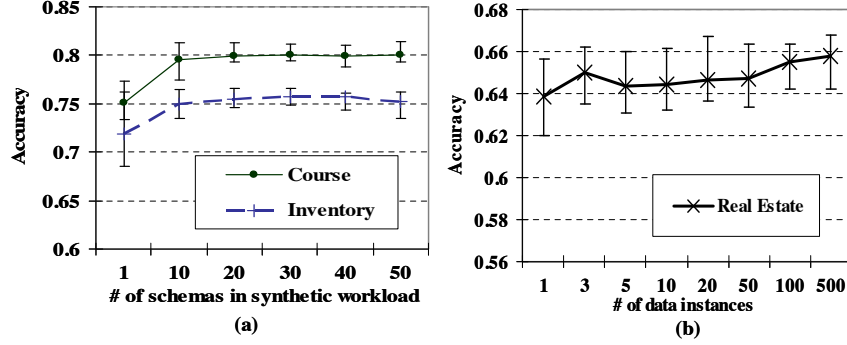 0.85
0.8
0.75
0.7
0.65
0.6
Accuracy
Course
Inventory
1 10 20 30 40 50
# of schemas in synthetic workload
(a)
0.68
0.66
0.64
0.62
0.6
0.58
0.56
Accuracy
Real Estate
1 3 5 10 20 50 100 500
# of data instances
(b)